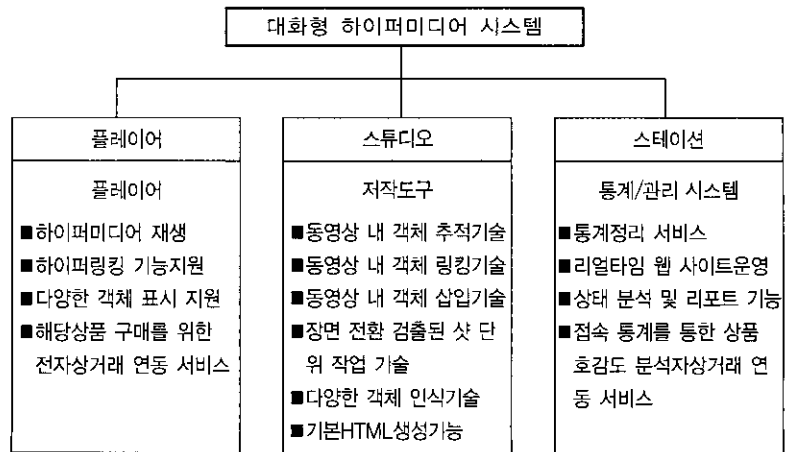 대화형 하이퍼미디어 시스템
플레이어
플레이어
■하이퍼미디어 재생
■하이퍼링킹 기능지원
■다양한 객체 표시 지원
■해당상품 구매를 위한
전자상거래 연동 서비스
스튜디오
저작도구
■동영상 내 객체 추적기술
■동영상 내 객체 링킹기술
■동영상 내 객체 삽입기술
■장면 전환 검출된 샷 단
위 작업 기술
■다양한 객체 인식기술
■기본HTML생성기능
스테이션
통계/관리 시스템
■통계정리 서비스
■리얼타임 웹 사이트운영
■상태 분석 및 리포트 기능
■접속 통계를 통한 상품
호감도 분석자상거래 연
동 서비스